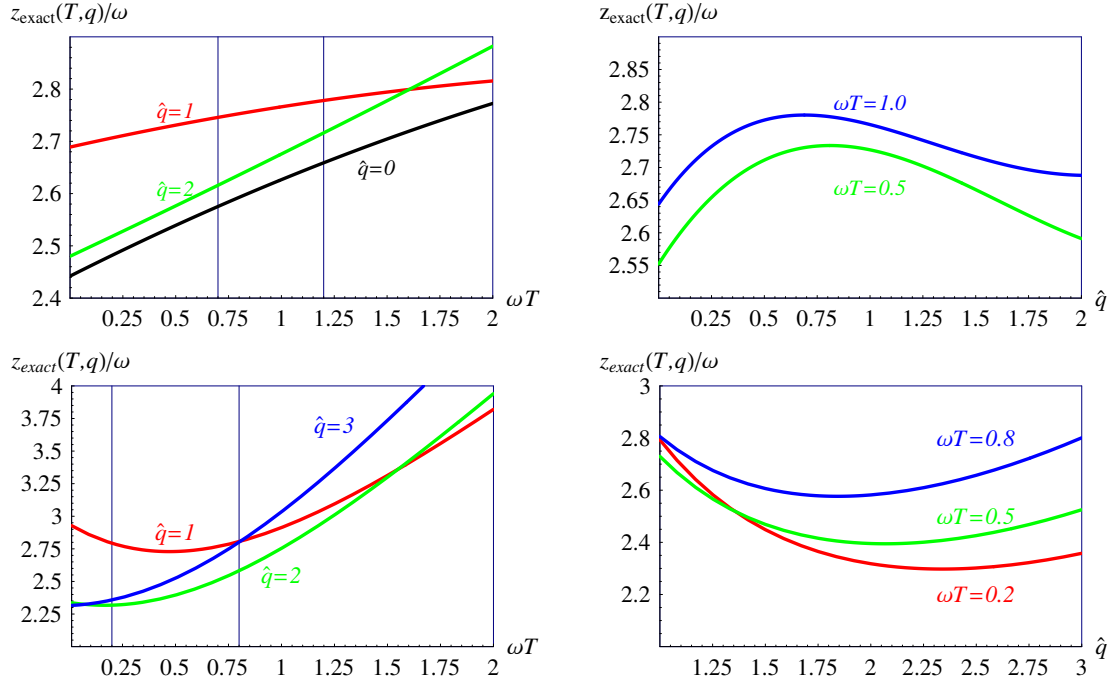 z_exact(T,q)/ω
2.8
2.7
2.6
2.5
2.4
q̂=1
q̂=2
q̂=0
0.25 0.5 0.75 1 1.25 1.5 1.75 2
ωT
z_exact(T,q)/ω
2.85
2.8
2.75
2.7
2.65
2.6
2.55
ωT=1.0
ωT=0.5
0.25 0.5 0.75 1 1.25 1.5 1.75 2
q̂
z_exact(T,q)/ω
4
3.75
3.5
3.25
3
2.75
2.5
2.25
q̂=3
q̂=1
q̂=2
0.25 0.5 0.75 1 1.25 1.5 1.75 2
ωT
z_exact(T,q)/ω
3
2.8
2.6
2.4
2.2
ωT=0.8
ωT=0.5
ωT=0.2
1.25 1.5 1.75 2 2.25 2.5 2.75 3
q̂